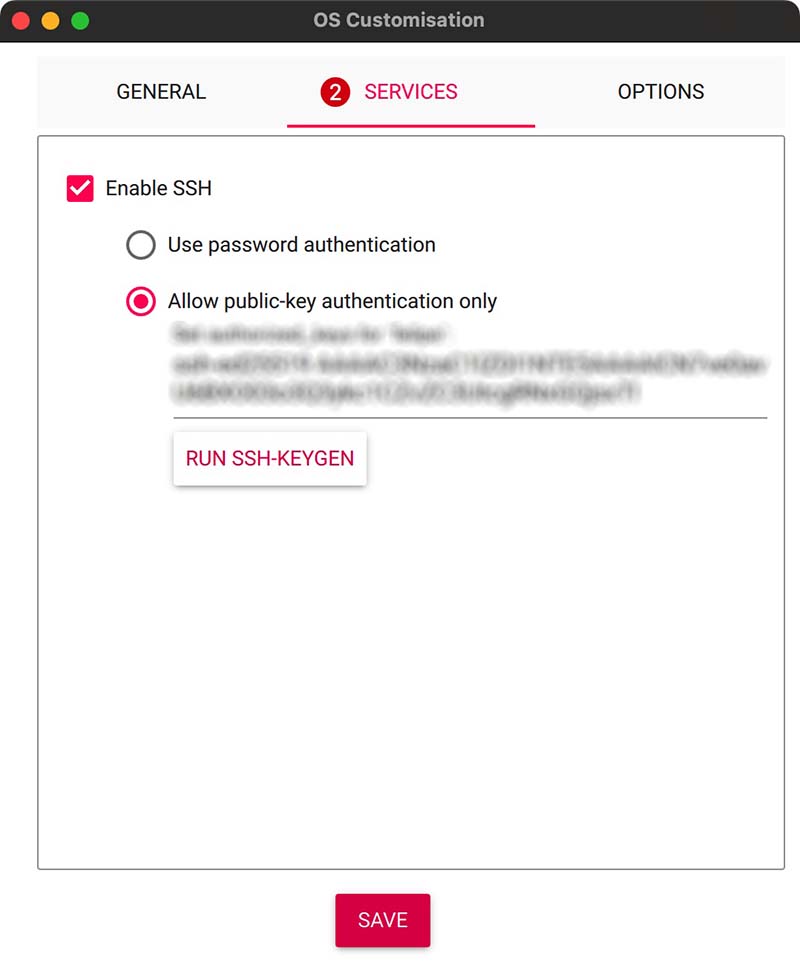 OS Customisation
GENERAL
2 SERVICES
OPTIONS
Enable SSH
Use password authentication
Allow public-key authentication only
RUN SSH-KEYGEN
SAVE